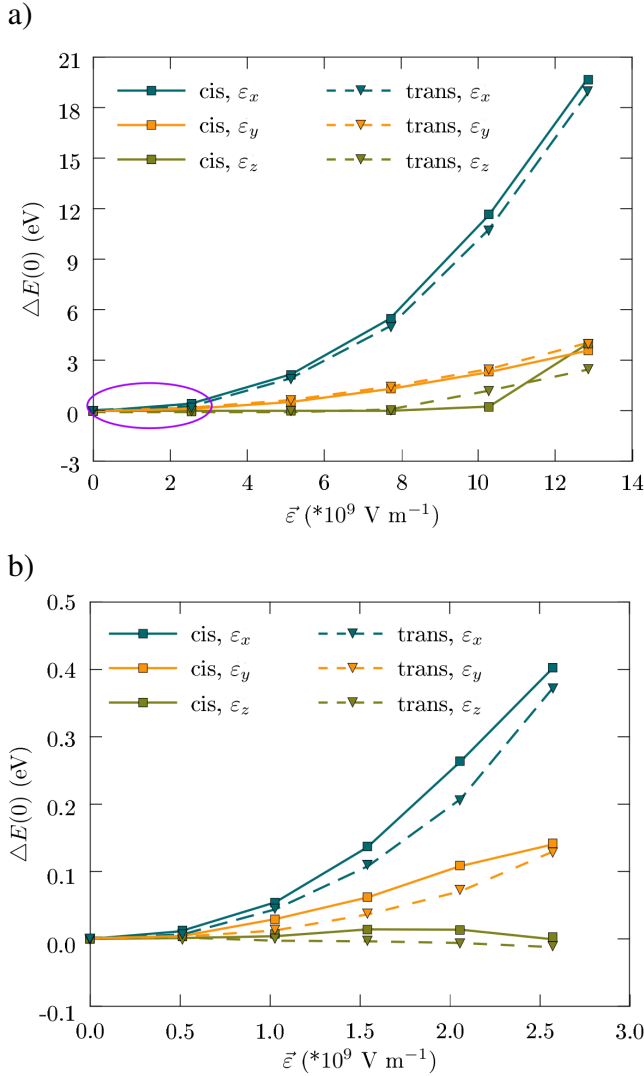 a)
21
18
15
12
9
6
3
0
-3
△E(0) (eV)
cis, εx
trans, εx
cis, εy
trans, εy
cis, εz
trans, εz
0 2 4 6 8 10 12 14
ε⃗ (*10⁹ V m⁻¹)
b)
0.5
0.4
0.3
0.2
0.1
0.0
-0.1
△E(0) (eV)
cis, εx
trans, εx
cis, εy
trans, εy
cis, εz
trans, εz
0.0 0.5 1.0 1.5 2.0 2.5 3.0
ε⃗ (*10⁹ V m⁻¹)